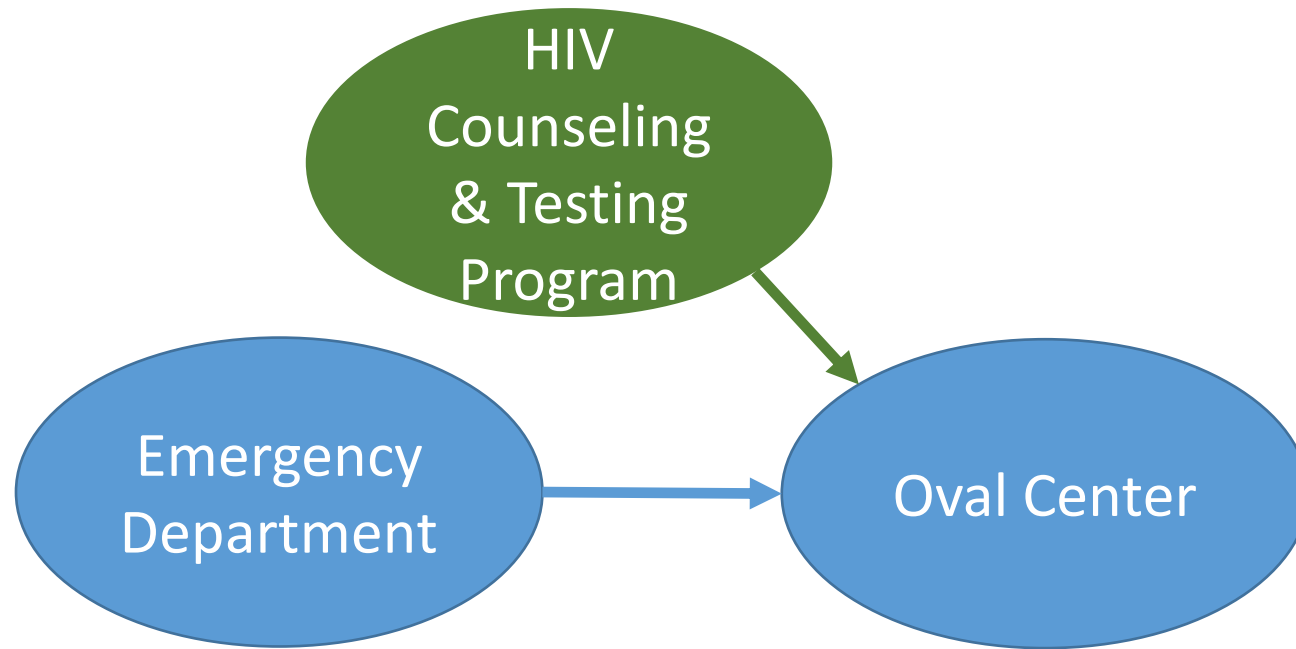 HIV
Counseling
& Testing
Program
Emergency
Department
Oval Center